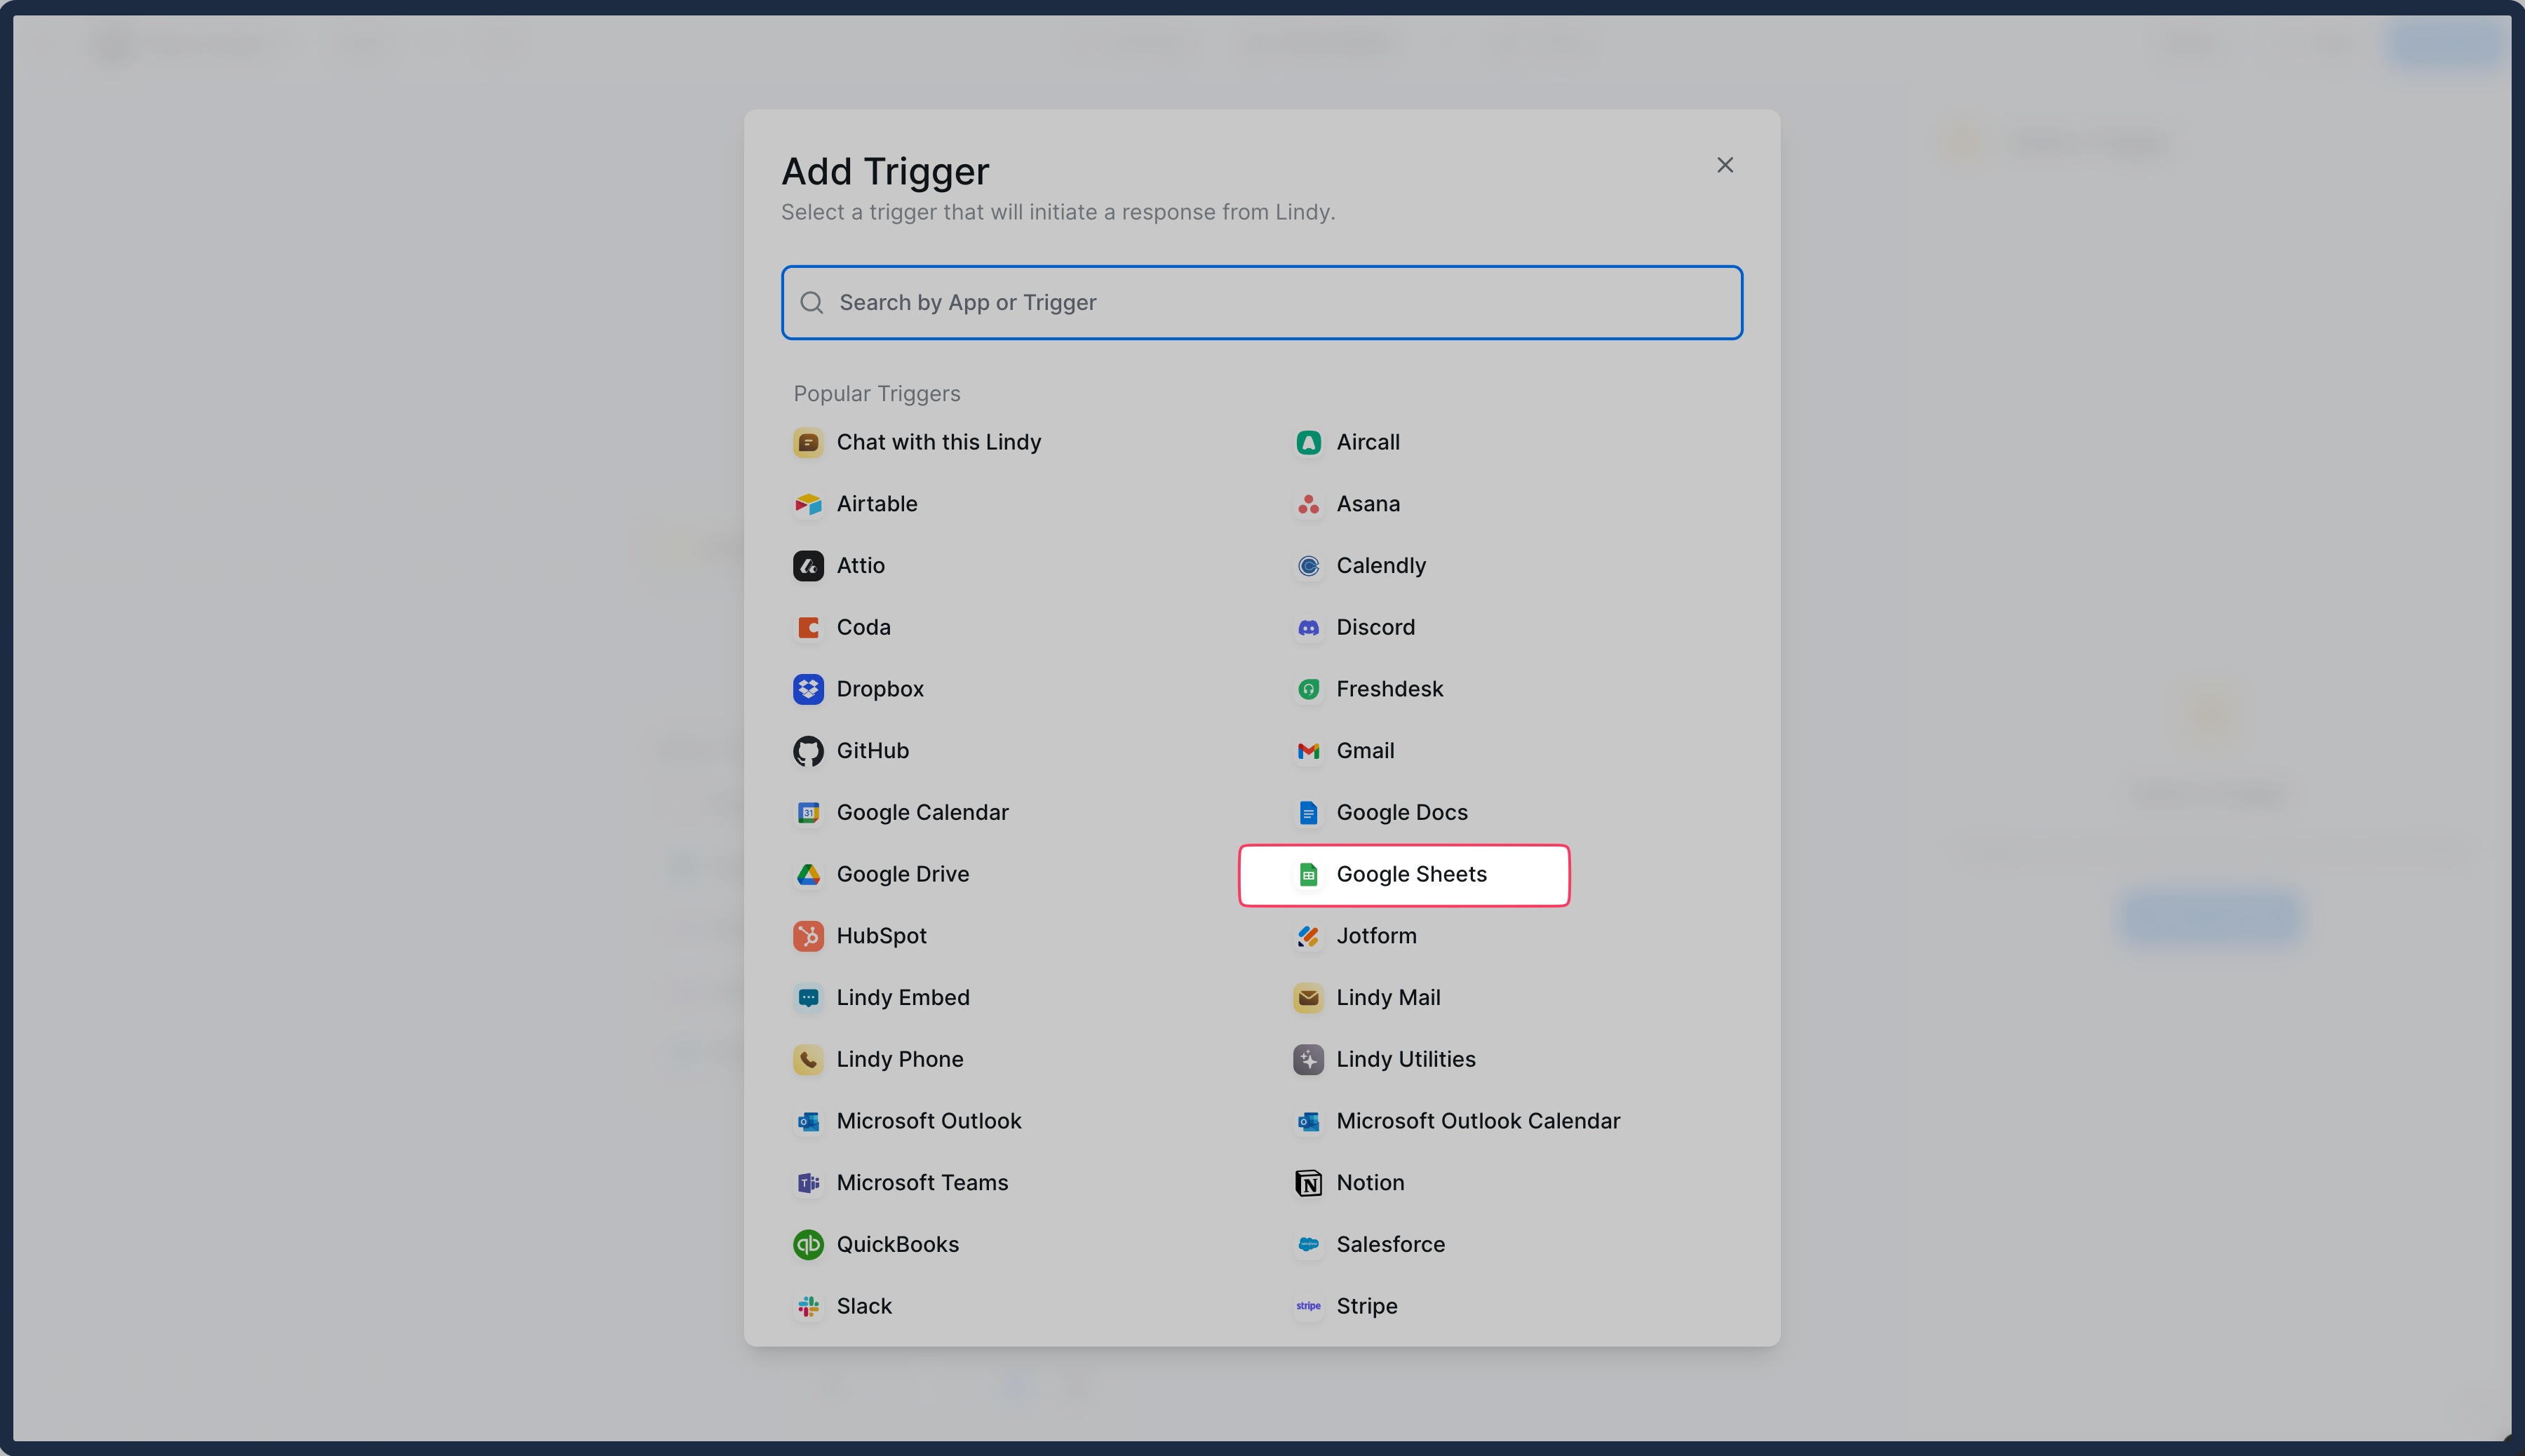 Add Trigger
Select a trigger that will initiate a response from Lindy.
Search by App or Trigger
Popular Triggers
Chat with this Lindy
Aircall
Airtable
Asana
Attio
Calendly
Coda
Discord
Dropbox
Freshdesk
GitHub
Gmail
31
Google Calendar
Google Docs
Google Drive
Google Sheets
HubSpot
Jotform
Lindy Embed
Lindy Mail
Lindy Phone
Lindy Utilities
Microsoft Outlook
Microsoft Outlook Calendar
Microsoft Teams
Notion
qb QuickBooks
Salesforce
Slack
stripe Stripe